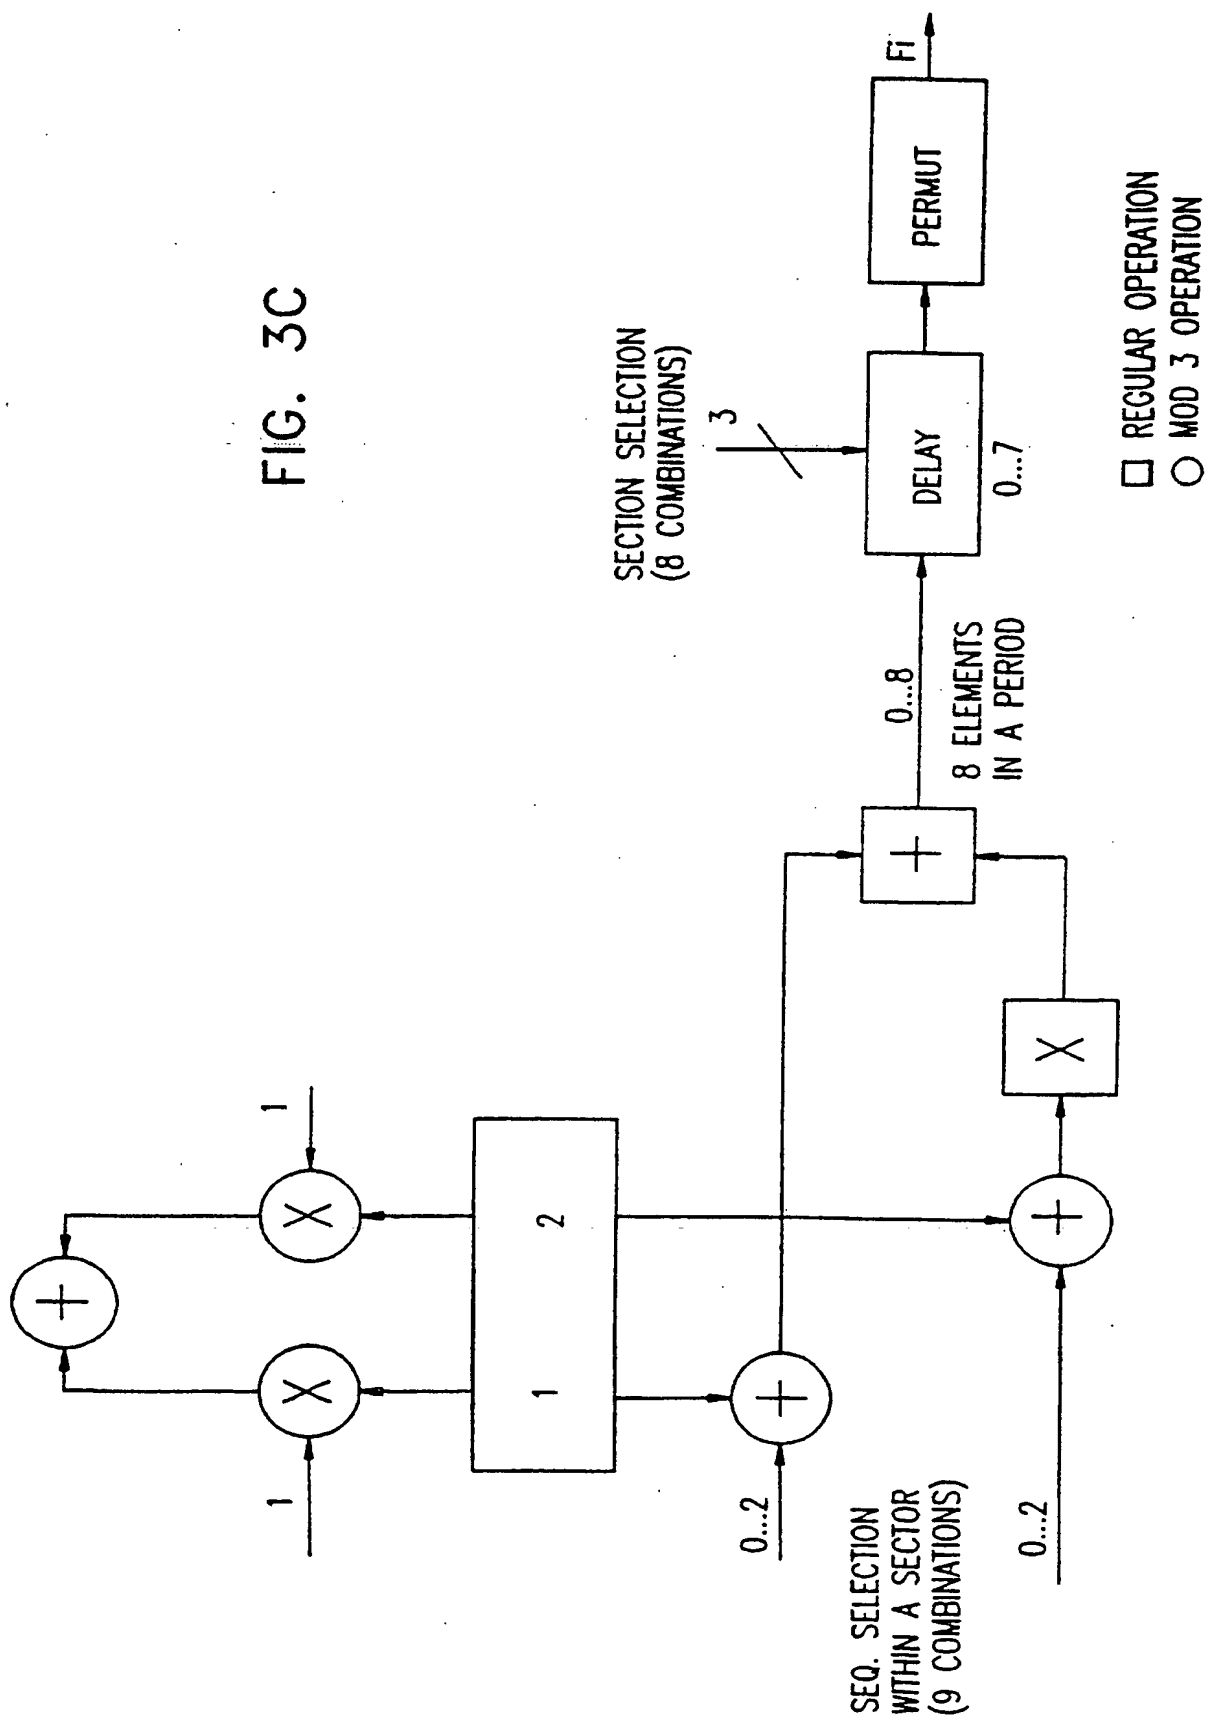 FIG. 3C
1
1
1
2
0...2
SEQ. SELECTION
WITHIN A SECTOR
(9 COMBINATIONS)
0...2
+
X
X
+
+
X
+
0...8
8 ELEMENTS
IN A PERIOD
SECTION SELECTION
(8 COMBINATIONS)
3
DELAY
0...7
PERMUT
Fi
REGULAR OPERATION
MOD 3 OPERATION